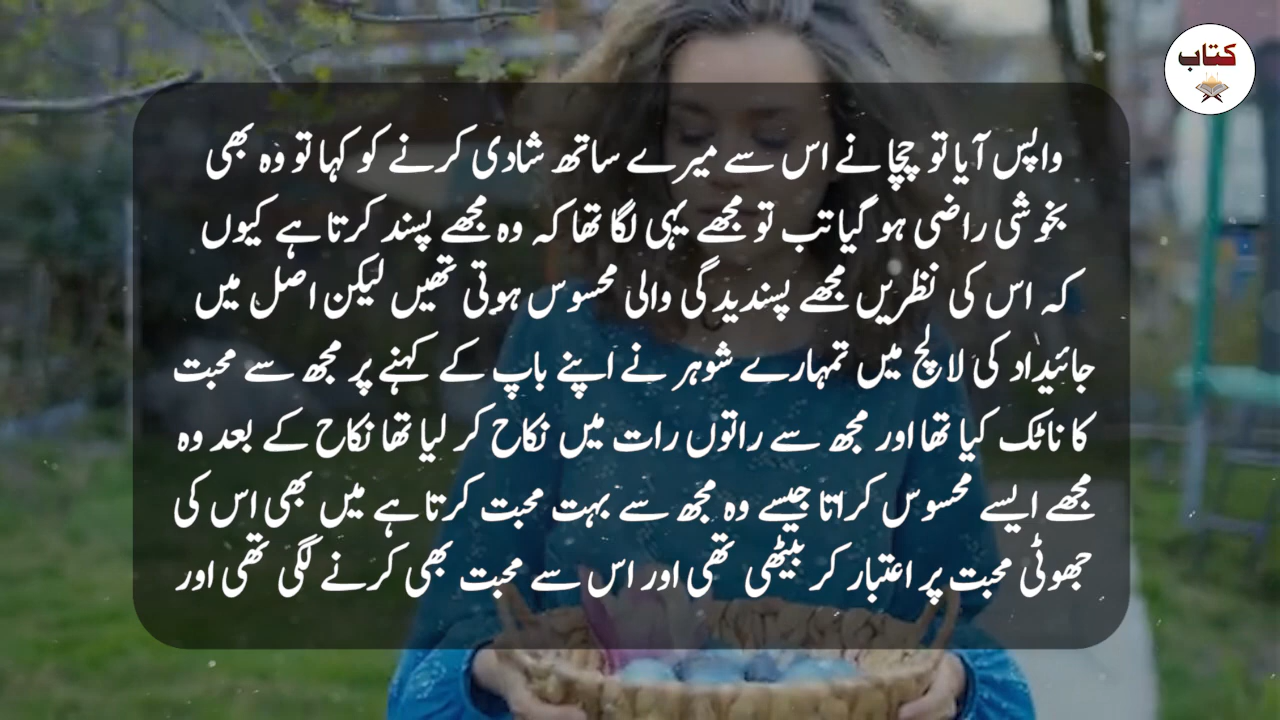 کتاب
واپس آیا تو چچا نے اس سے میرے ساتھ شادی کرنے کو کہا تو وہ بھی
بخوشی راضی ہو گیا تب تو مجھے یہی لگا تھا کہ وہ مجھے پسند کرتا ہے کیوں
کہ اس کی نظریں مجھے پسندیدگی والی محسوس ہوتی تھیں لیکن اصل میں
جائیداد کی لالچ میں تمہارے شوہر نے اپنے باپ کے کہنے پر مجھ سے محبت
کا ناٹک کیا تھا اور مجھ سے راتوں رات میں نکاح کر لیا تھا نکاح کے بعد وہ
مجھے ایسے محسوس کراتا جیسے وہ مجھ سے بہت محبت کرتا ہے میں بھی اس کی
جھوٹی محبت پر اعتبار کر بیٹھی تھی اور اس سے محبت بھی کرنے لگی تھی اور